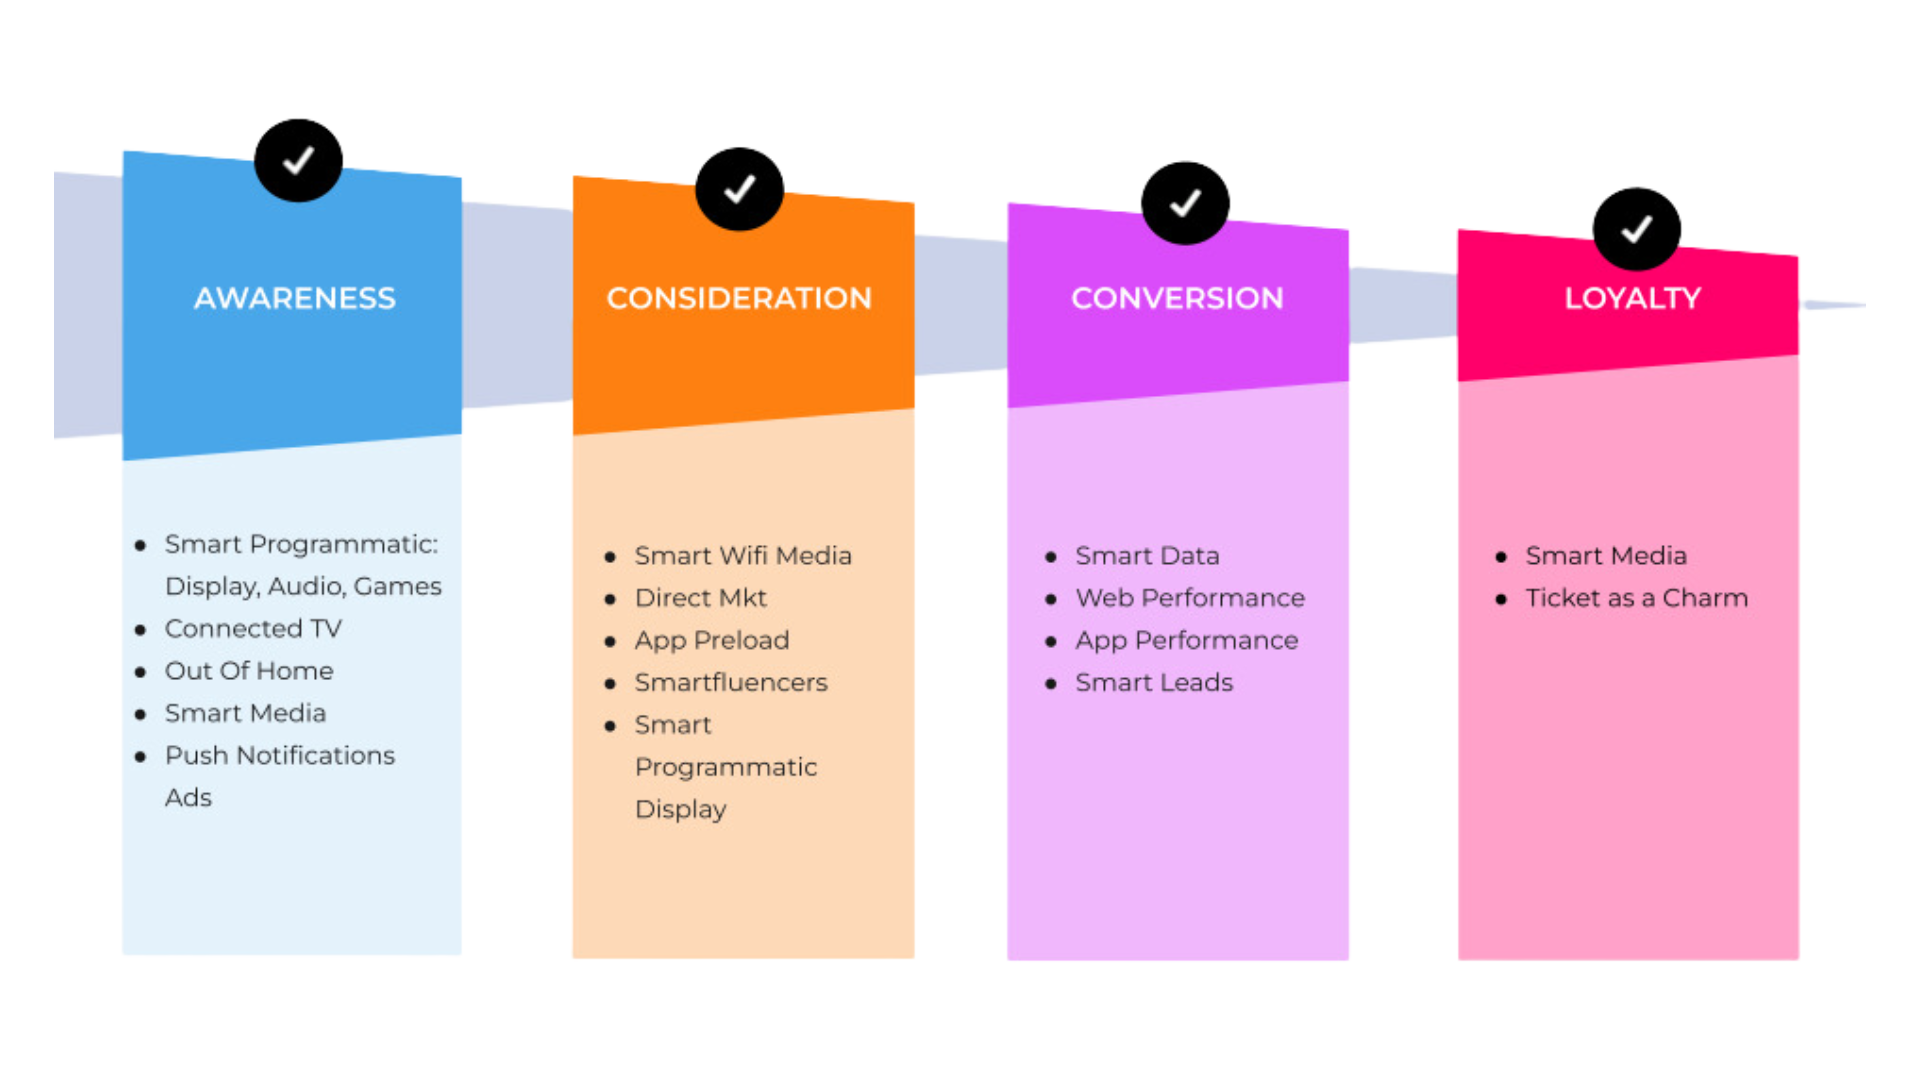 AWARENESS
Smart Programmatic:
Display, Audio, Games
Connected TV
Out Of Home
Smart Media
Push Notifications
Ads
CONSIDERATION
Smart Wifi Media
Direct Mkt
App Preload
Smartfluencers
Smart
Programmatic
Display
CONVERSION
Smart Data
Web Performance
App Performance
Smart Leads
LOYALTY
Smart Media
Ticket as a Charm